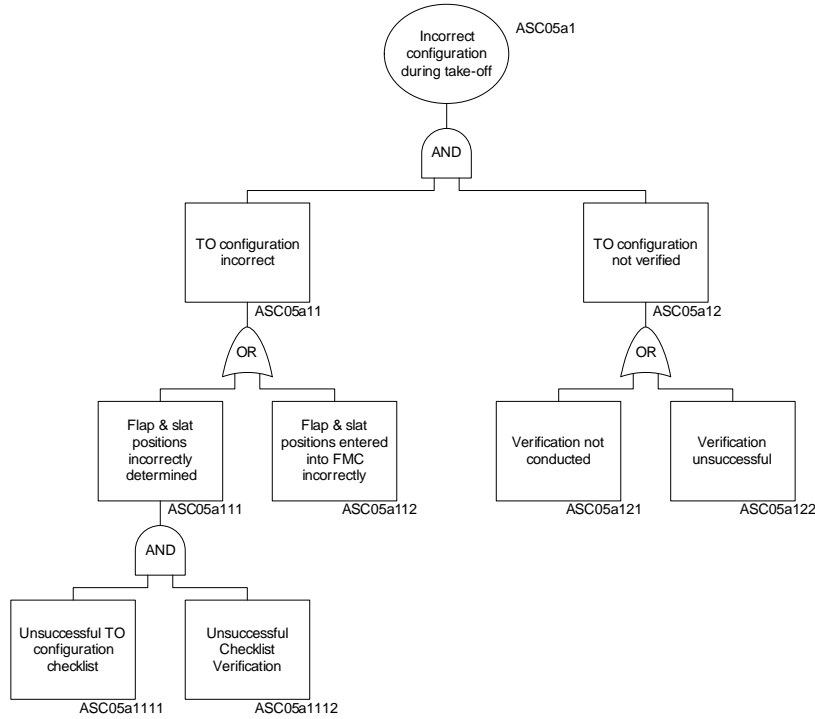 Incorrect
configuration
during take-off
ASC05a1
AND
TO configuration
incorrect
ASC05a11
TO configuration
not verified
ASC05a12
OR
OR
Flap & slat
positions
incorrectly
determined
ASC05a111
Flap & slat
positions entered
into FMC
incorrectly
ASC05a112
Verification not
conducted
ASC05a121
Verification
unsuccessful
ASC05a122
AND
Unsuccessful TO
configuration
checklist
ASC05a1111
Unsuccessful
Checklist
Verification
ASC05a1112